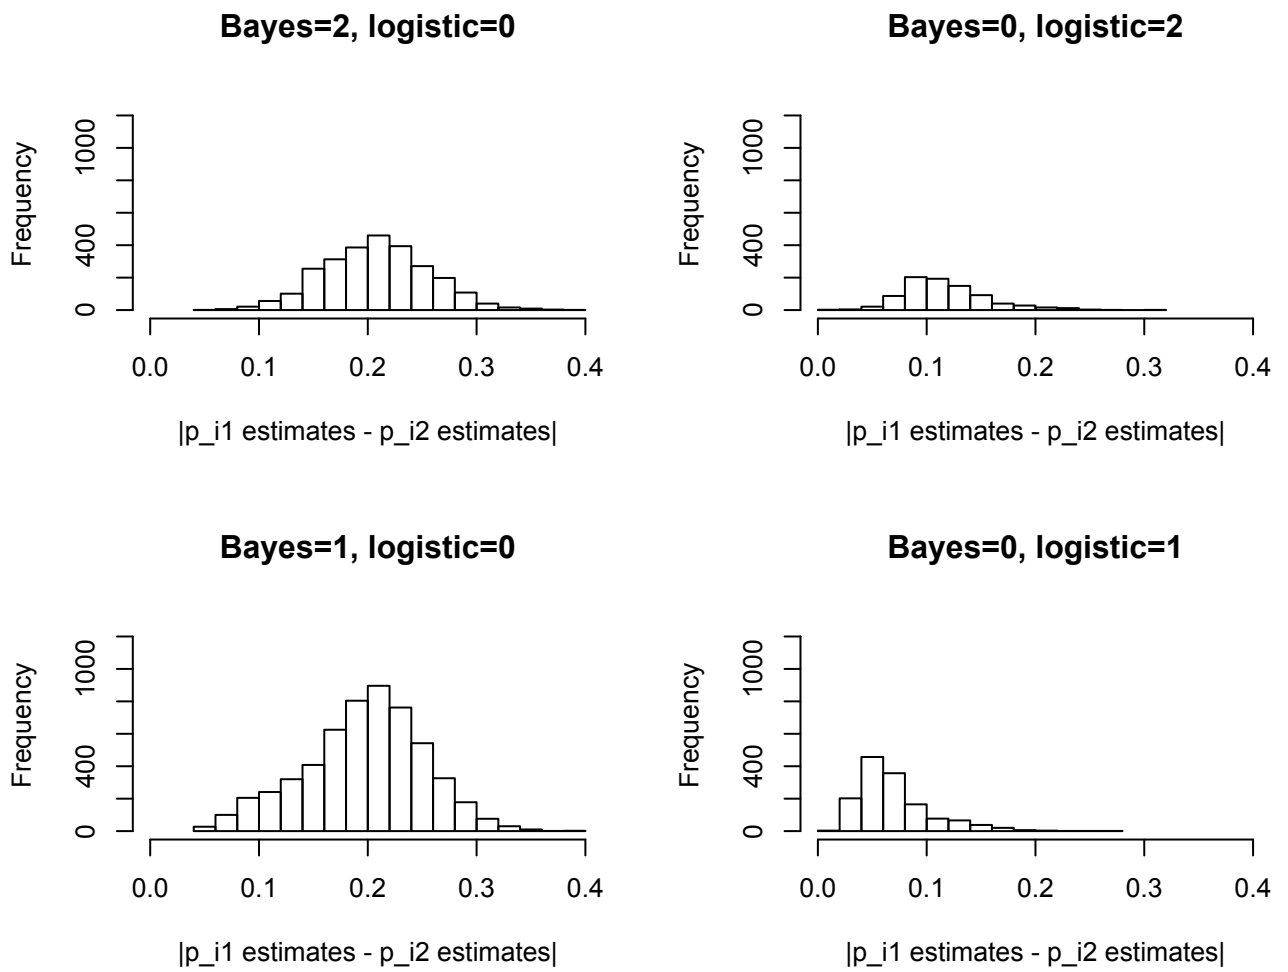 Bayes=2, logistic=0
Frequency
0 400 1000
0.0 0.1 0.2 0.3 0.4
|p_i1 estimates - p_i2 estimates|
Bayes=0, logistic=2
Frequency
0 400 1000
0.0 0.1 0.2 0.3 0.4
|p_i1 estimates - p_i2 estimates|
Bayes=1, logistic=0
Frequency
0 400 1000
0.0 0.1 0.2 0.3 0.4
|p_i1 estimates - p_i2 estimates|
Bayes=0, logistic=1
Frequency
0 400 1000
0.0 0.1 0.2 0.3 0.4
|p_i1 estimates - p_i2 estimates|